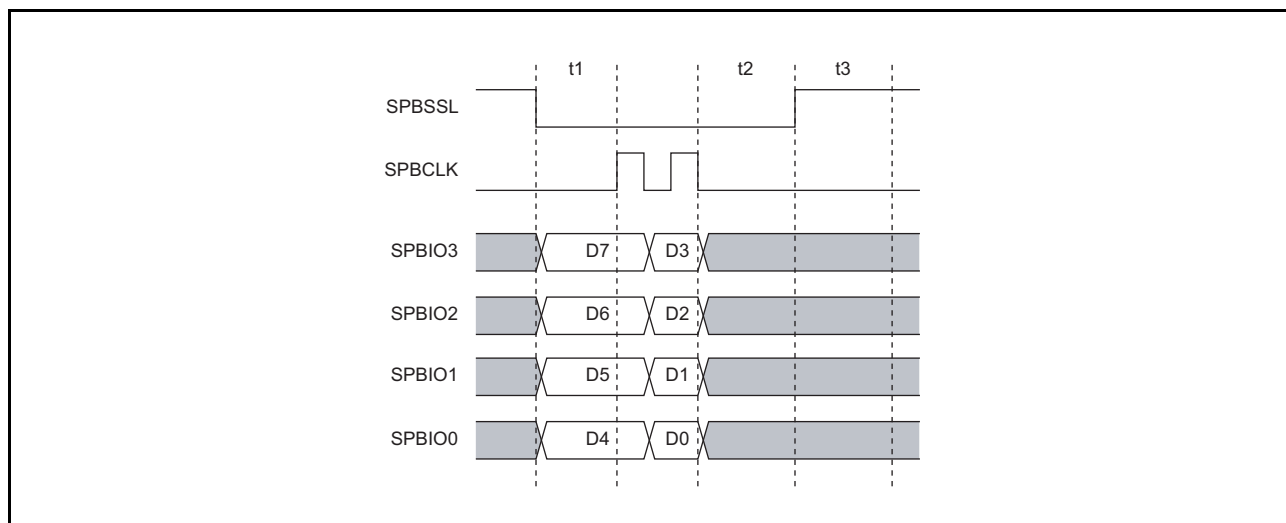 t1 t2 t3
SPBSSL
SPBCLK
SPBIO3 D7 D3
SPBIO2 D6 D2
SPBIO1 D5 D1
SPBIO0 D4 D0